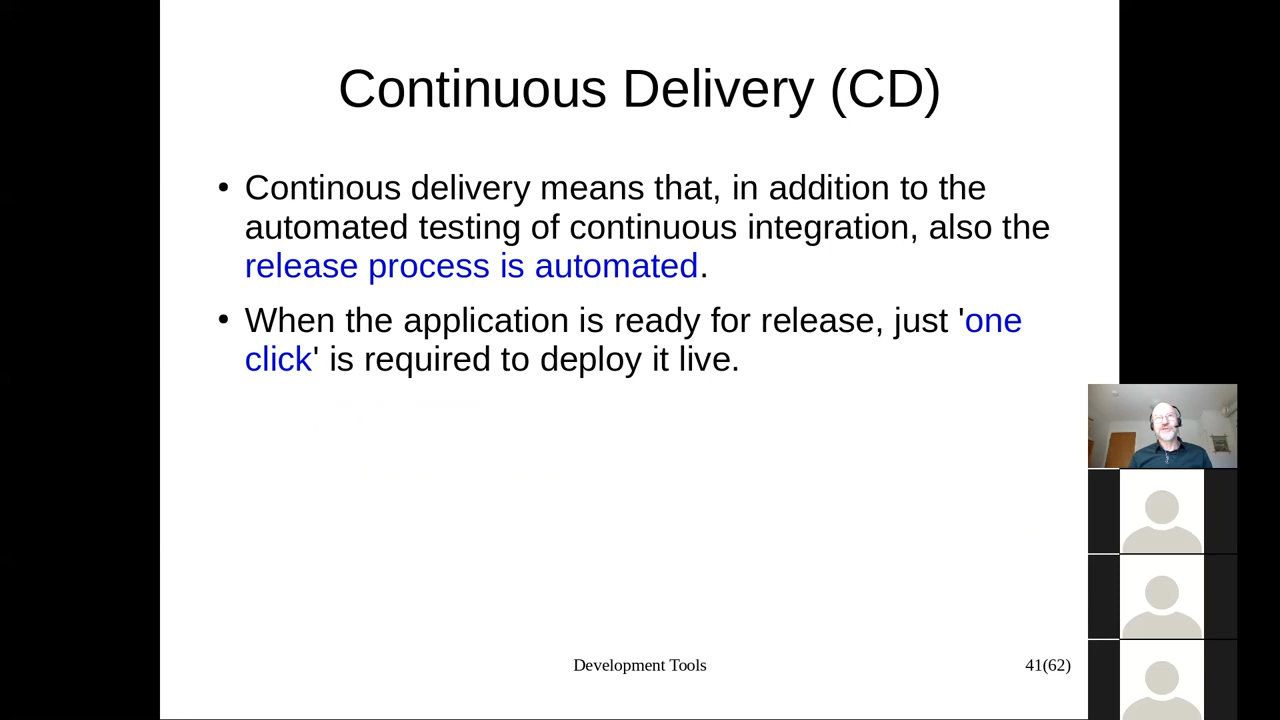 Continuous Delivery (CD)
• Continous delivery means that, in addition to the
automated testing of continuous integration, also the
release process is automated.
• When the application is ready for release, just 'one
click' is required to deploy it live.
Development Tools
41(62)